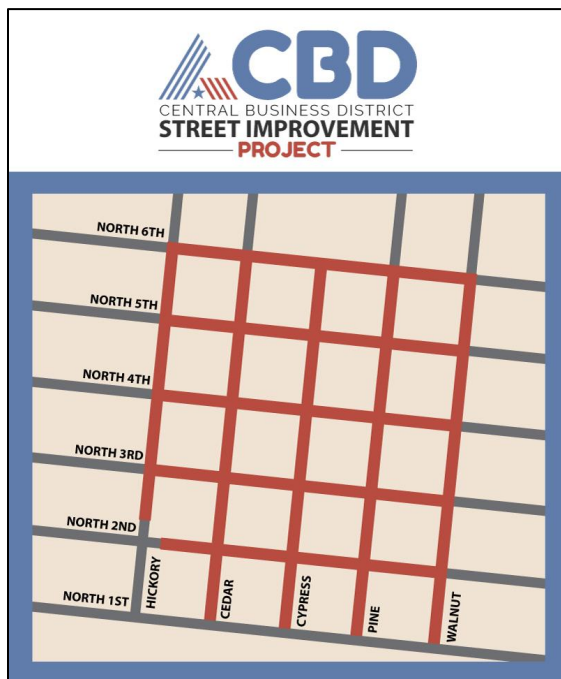 CBD
CENTRAL BUSINESS DISTRICT
STREET IMPROVEMENT
PROJECT
NORTH 6TH
NORTH 5TH
NORTH 4TH
NORTH 3RD
NORTH 2ND
NORTH 1ST
HICKORY
CEDAR
CYPRESS
PINE
WALNUT